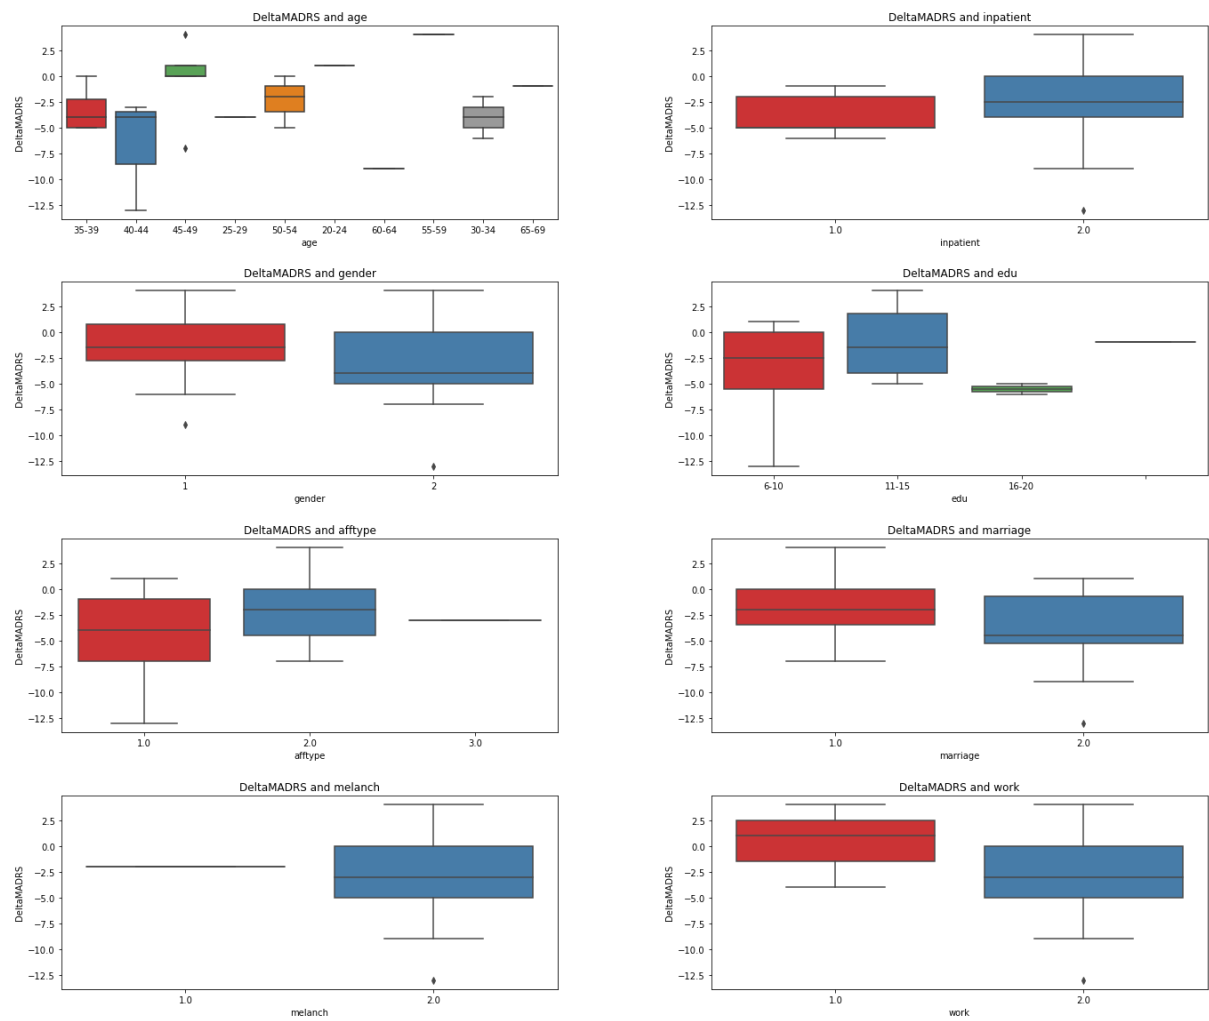 DeltaMADRS and age
DeltaMADRS
2.5
0.0
−2.5
−5.0
−7.5
−10.0
−12.5
35-39 40-44 45-49 25-29 50-54 20-24 60-64 55-59 30-34 65-69
age
DeltaMADRS and inpatient
DeltaMADRS
2.5
0.0
−2.5
−5.0
−7.5
−10.0
−12.5
1.0 2.0
inpatient
DeltaMADRS and gender
DeltaMADRS
2.5
0.0
−2.5
−5.0
−7.5
−10.0
−12.5
1 2
gender
DeltaMADRS and edu
DeltaMADRS
2.5
0.0
−2.5
−5.0
−7.5
−10.0
−12.5
6-10 11-15 16-20
edu
DeltaMADRS and afftype
DeltaMADRS
2.5
0.0
−2.5
−5.0
−7.5
−10.0
−12.5
1.0 2.0 3.0
afftype
DeltaMADRS and marriage
DeltaMADRS
2.5
0.0
−2.5
−5.0
−7.5
−10.0
−12.5
1.0 2.0
marriage
DeltaMADRS and melanch
DeltaMADRS
2.5
0.0
−2.5
−5.0
−7.5
−10.0
−12.5
1.0 2.0
melanch
DeltaMADRS and work
DeltaMADRS
2.5
0.0
−2.5
−5.0
−7.5
−10.0
−12.5
1.0 2.0
work